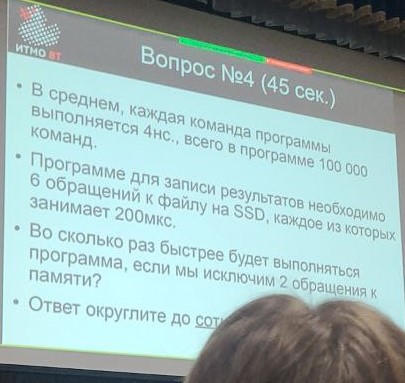 ИТМО ВТ
Вопрос №4 (45 сек.)
• В среднем, каждая команда программы
выполняется 4нс., всего в программе 100 000
команд.
• Программе для записи результатов необходимо
6 обращений к файлу на SSD, каждое из которых
занимает 200мкс.
• Во сколько раз быстрее будет выполняться
программа, если мы исключим 2 обращения к
памяти?
• Ответ округлите до